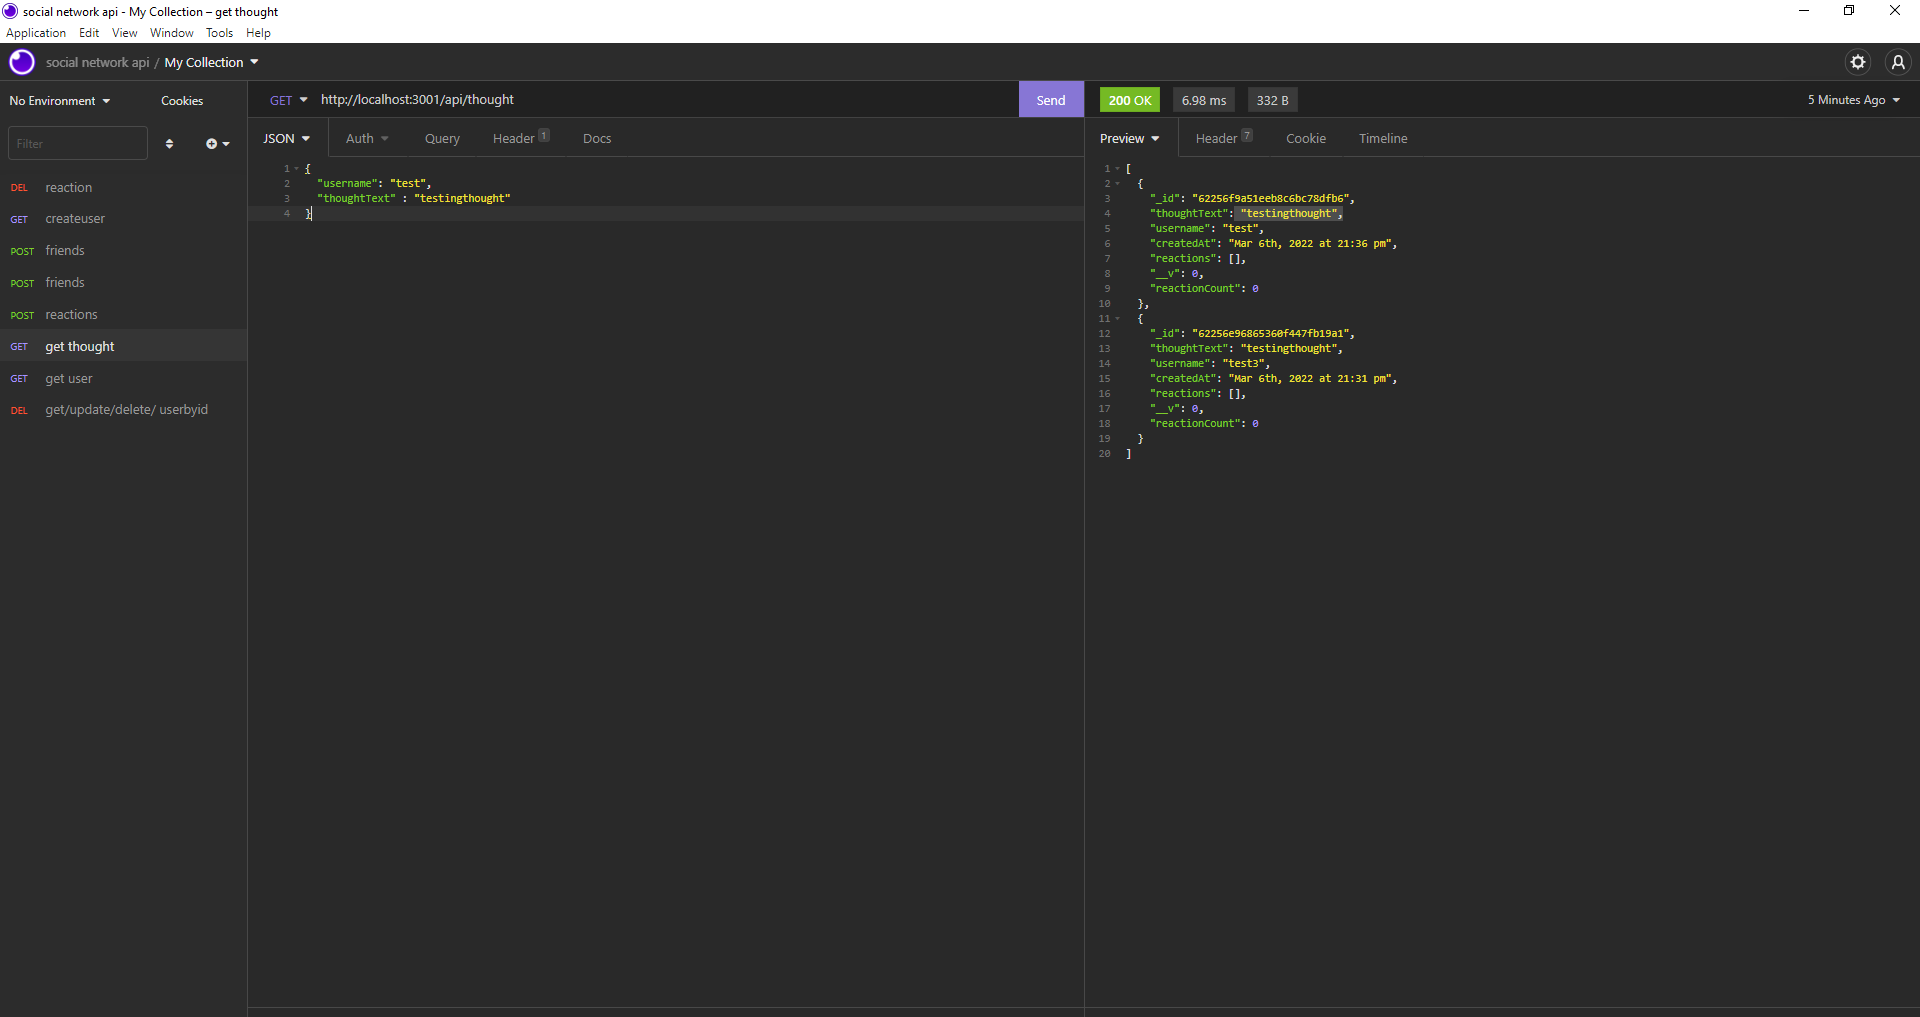 social network api - My Collection – get thought
Application Edit View Window Tools Help
social network api / My Collection
No Environment Cookies
Filter
DEL reaction
GET createuser
POST friends
POST friends
POST reactions
GET get thought
GET get user
DEL get/update/delete/ userbyid
GET http://localhost:3001/api/thought Send
JSON Auth Query Header 1 Docs
1 {
2 "username": "test",
3 "thoughtText" : "testingthought"
4 }
200 OK 6.98 ms 332 B 5 Minutes Ago
Preview Header 7 Cookie Timeline
1 [
2 {
3 "_id": "62256f9a51eeb8c6bc78dfb6",
4 "thoughtText": "testingthought",
5 "username": "test",
6 "createdAt": "Mar 6th, 2022 at 21:36 pm",
7 "reactions": [],
8 "__v": 0,
9 "reactionCount": 0
10 },
11 {
12 "_id": "62256e96865360f447fb19a1",
13 "thoughtText": "testingthought",
14 "username": "test3",
15 "createdAt": "Mar 6th, 2022 at 21:31 pm",
16 "reactions": [],
17 "__v": 0,
18 "reactionCount": 0
19 }
20 ]